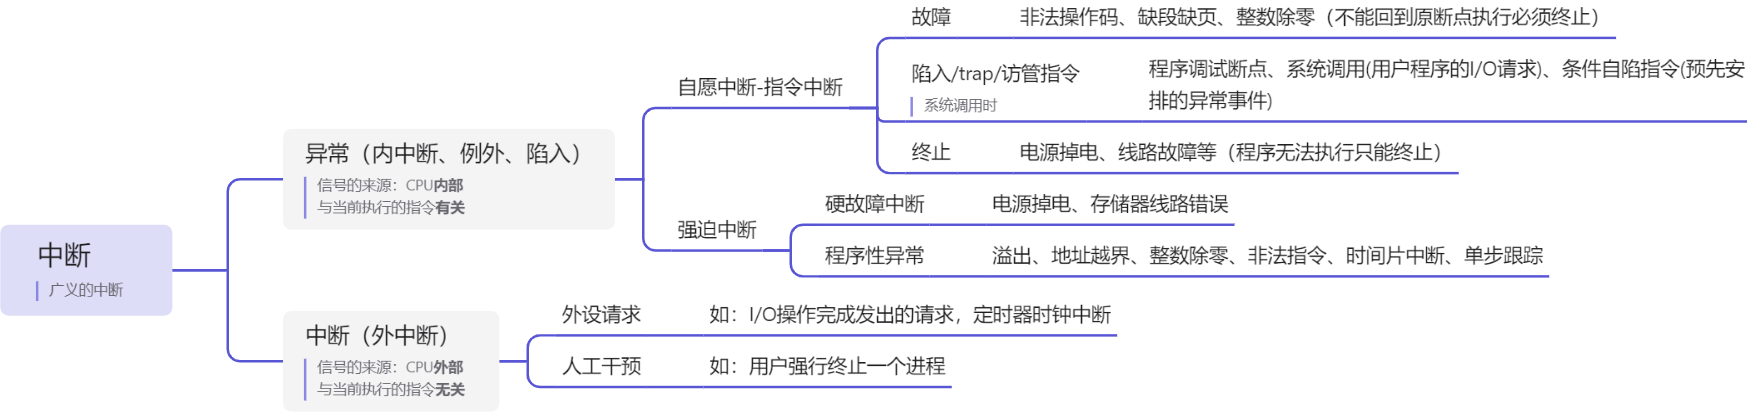 中断
广义的中断
异常（内中断、例外、陷入）
信号的来源：CPU内部
与当前执行的指令有关
自愿中断-指令中断
故障
非法操作码、缺段缺页、整数除零（不能回到原断点执行必须终止）
陷入/trap/访管指令
系统调用时
程序调试断点、系统调用(用户程序的I/O请求)、条件自陷指令(预先安
排的异常事件)
终止
电源掉电、线路故障等（程序无法执行只能终止）
强迫中断
硬故障中断
电源掉电、存储器线路错误
程序性异常
溢出、地址越界、整数除零、非法指令、时间片中断、单步跟踪
中断（外中断）
信号的来源：CPU外部
与当前执行的指令无关
外设请求
如：I/O操作完成发出的请求，定时器时钟中断
人工干预
如：用户强行终止一个进程